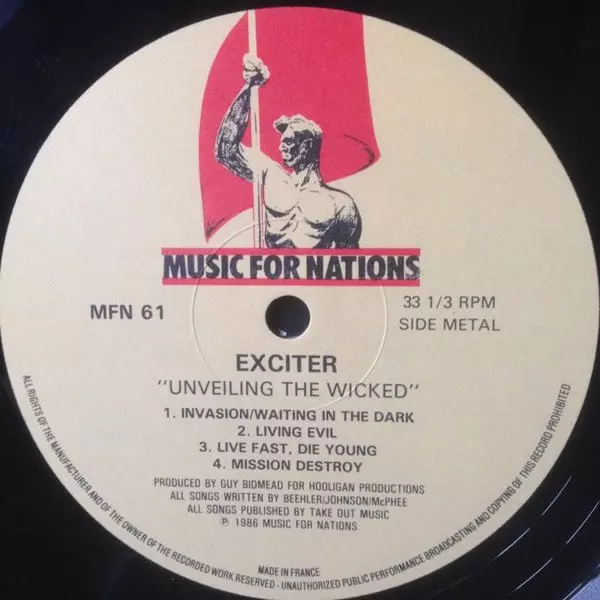 MUSIC FOR NATIONS
MFN 61
33 1/3 RPM
SIDE METAL
EXCITER
"UNVEILING THE WICKED"
1. INVASION/WAITING IN THE DARK
2. LIVING EVIL
3. LIVE FAST, DIE YOUNG
4. MISSION DESTROY
PRODUCED BY GUY BIDMEAD FOR HOOLIGAN PRODUCTIONS
ALL SONGS WRITTEN BY BEEHLER/JOHNSON/McPHEE
ALL SONGS PUBLISHED BY TAKE OUT MUSIC
℗ 1986 MUSIC FOR NATIONS
MADE IN FRANCE
ALL RIGHTS OF THE MANUFACTURER AND OF THE OWNER OF THE RECORDED WORK RESERVED - UNAUTHORIZED PUBLIC PERFORMANCE BROADCASTING AND COPYING OF THIS RECORD PROHIBITED